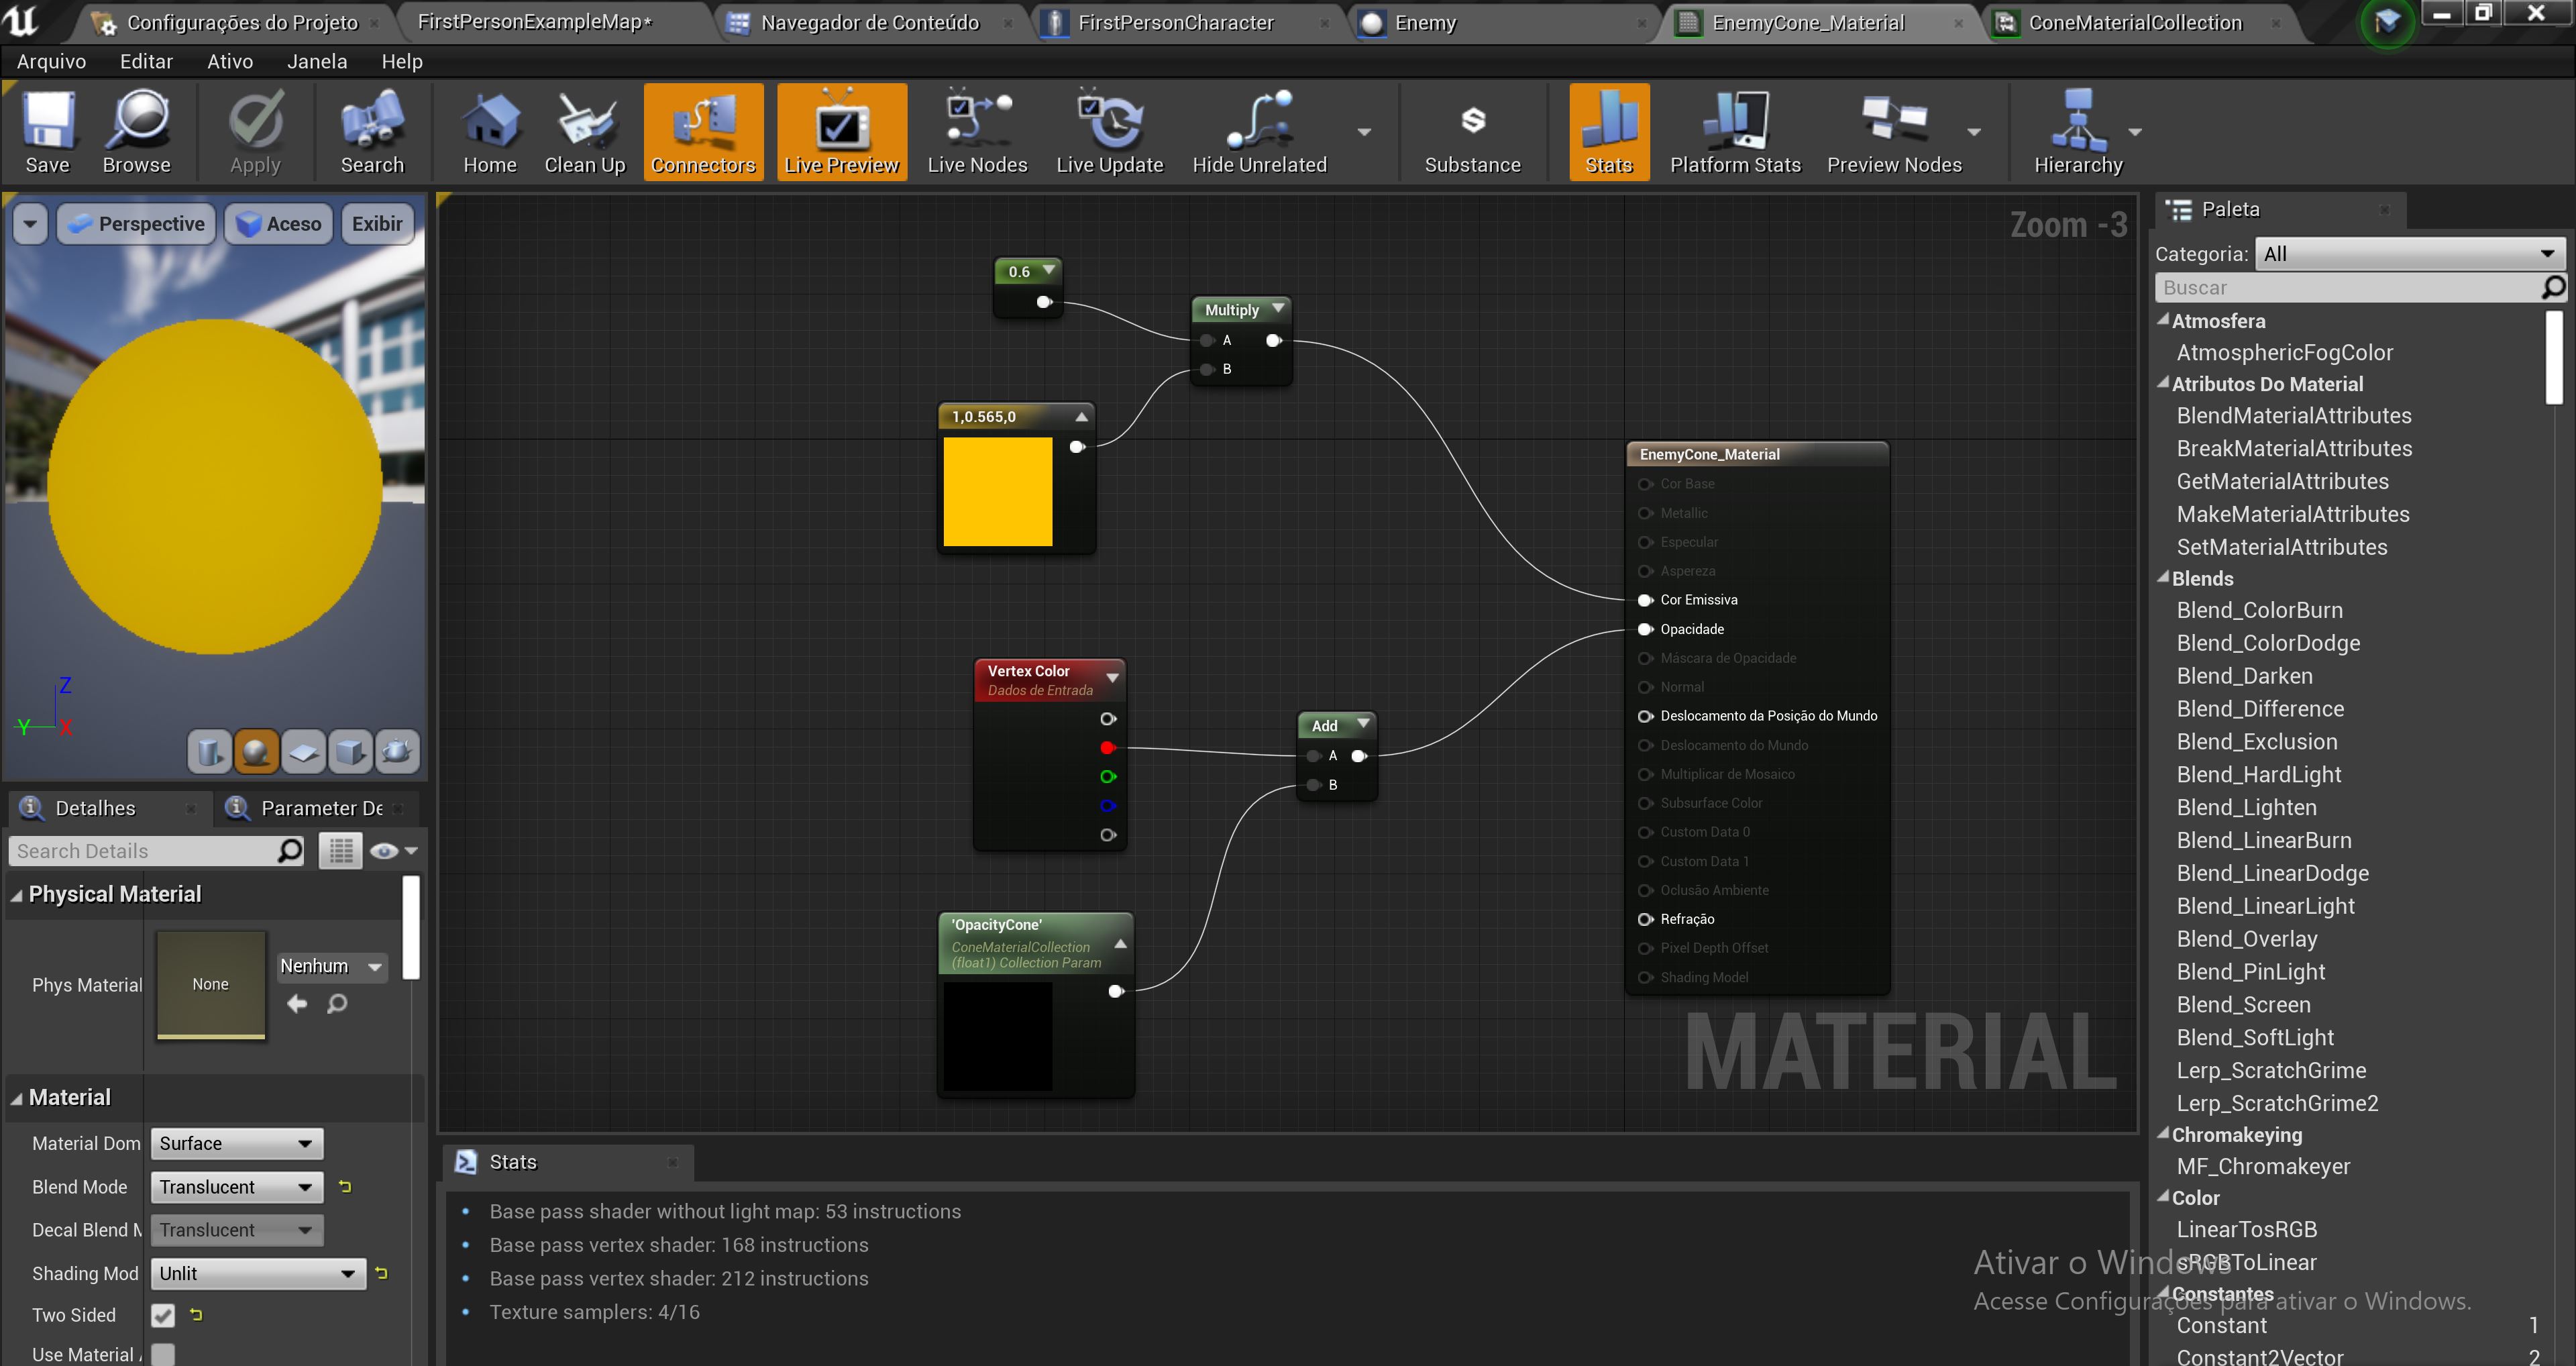 Configurações do Projeto
FirstPersonExampleMap*
Navegador de Conteúdo
FirstPersonCharacter
Enemy
EnemyCone_Material
ConeMaterialCollection
Arquivo Editar Ativo Janela Help
Save
Browse
Apply
Search
Home
Clean Up
Connectors
Live Preview
Live Nodes
Live Update
Hide Unrelated
Substance
Stats
Platform Stats
Preview Nodes
Hierarchy
Perspective
Aceso
Exibir
Z
Y
X
Detalhes
Parameter De
Search Details
Physical Material
Phys Material
None
Nenhum
Material
Material Dom
Surface
Blend Mode
Translucent
Decal Blend M
Translucent
Shading Mod
Unlit
Two Sided
Use Material A
Zoom -3
0.6
Multiply
A
B
1,0.565,0
Vertex Color
Dados de Entrada
Add
A
B
'OpacityCone'
ConeMaterialCollection
(float1) Collection Param
EnemyCone_Material
Cor Base
Metallic
Especular
Aspereza
Cor Emissiva
Opacidade
Máscara de Opacidade
Normal
Deslocamento da Posição do Mundo
Deslocamento do Mundo
Multiplicar de Mosaico
Subsurface Color
Custom Data 0
Custom Data 1
Oclusão Ambiente
Refração
Pixel Depth Offset
Shading Model
MATERIAL
Stats
Base pass shader without light map: 53 instructions
Base pass vertex shader: 168 instructions
Base pass vertex shader: 212 instructions
Texture samplers: 4/16
Paleta
Categoria: All
Buscar
Atmosfera
AtmosphericFogColor
Atributos Do Material
BlendMaterialAttributes
BreakMaterialAttributes
GetMaterialAttributes
MakeMaterialAttributes
SetMaterialAttributes
Blends
Blend_ColorBurn
Blend_ColorDodge
Blend_Darken
Blend_Difference
Blend_Exclusion
Blend_HardLight
Blend_Lighten
Blend_LinearBurn
Blend_LinearDodge
Blend_LinearLight
Blend_Overlay
Blend_PinLight
Blend_Screen
Blend_SoftLight
Lerp_ScratchGrime
Lerp_ScratchGrime2
Chromakeying
MF_Chromakeyer
Color
LinearTosRGB
sRGBToLinear
Constantes
Constant 1
Constant2Vector 2
Ativar o Windows
Acesse Configurações para ativar o Windows.